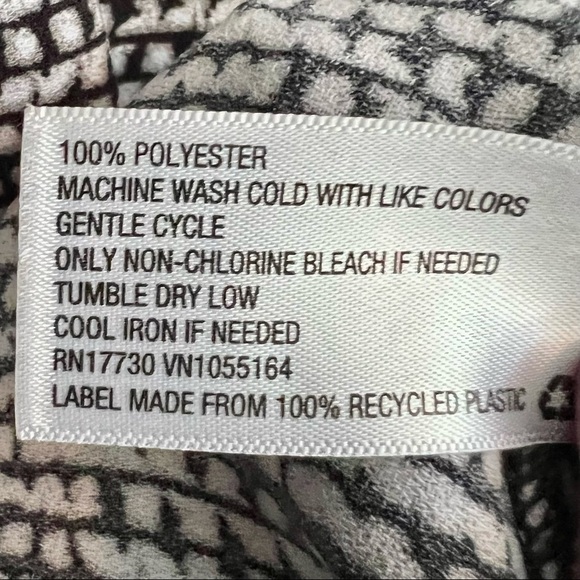 100% POLYESTER
MACHINE WASH COLD WITH LIKE COLORS
GENTLE CYCLE
ONLY NON-CHLORINE BLEACH IF NEEDED
TUMBLE DRY LOW
COOL IRON IF NEEDED
RN17730 VN1055164
LABEL MADE FROM 100% RECYCLED PLASTIC